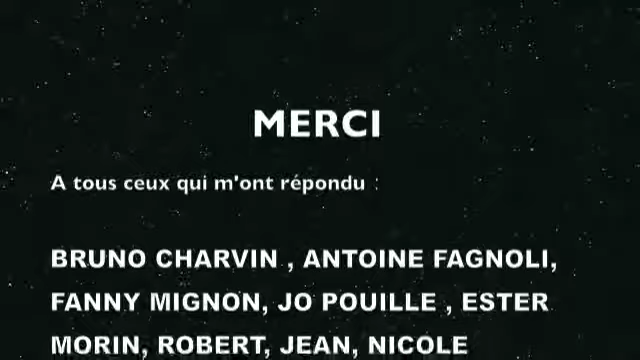 MERCI
A tous ceux qui m'ont répondu :
BRUNO CHARVIN , ANTOINE FAGNOLI,
FANNY MIGNON, JO POUILLE , ESTER
MORIN, ROBERT, JEAN, NICOLE